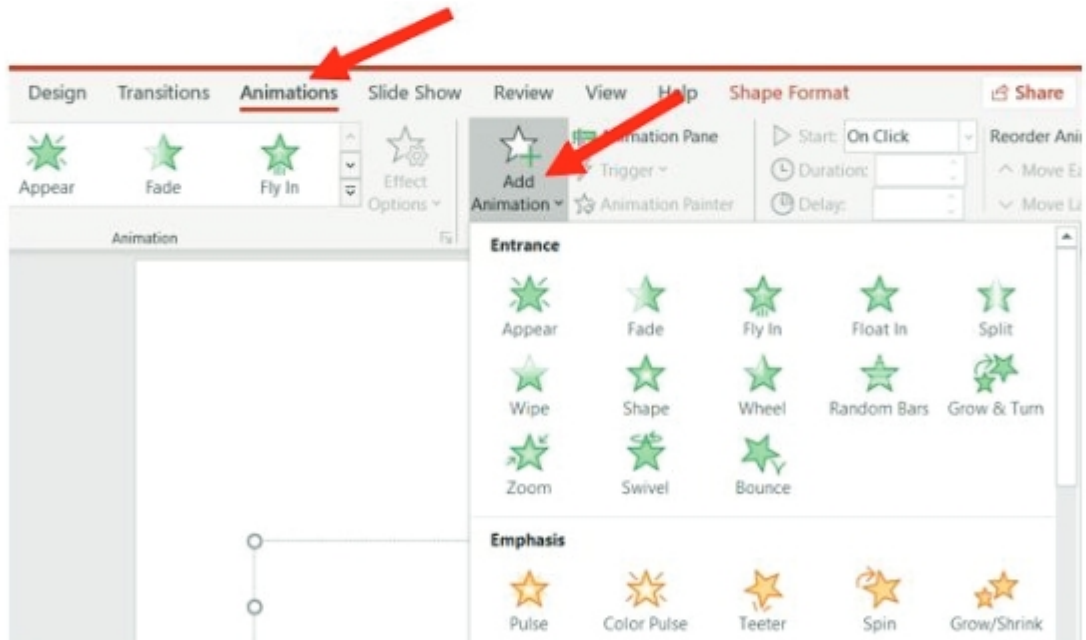 Design Transitions Animations Slide Show Review View Help Shape Format Share
Appear Fade Fly In
Effect
Options
Add
Animation
Animation Pane
Trigger
Animation Painter
Start: On Click
Duration:
Delay:
Reorder Ani
Move Ea
Move La
Animation
Entrance
Appear Fade Fly In Float In Split
Wipe Shape Wheel Random Bars Grow & Turn
Zoom Swivel Bounce
Emphasis
Pulse Color Pulse Teeter Spin Grow/Shrink